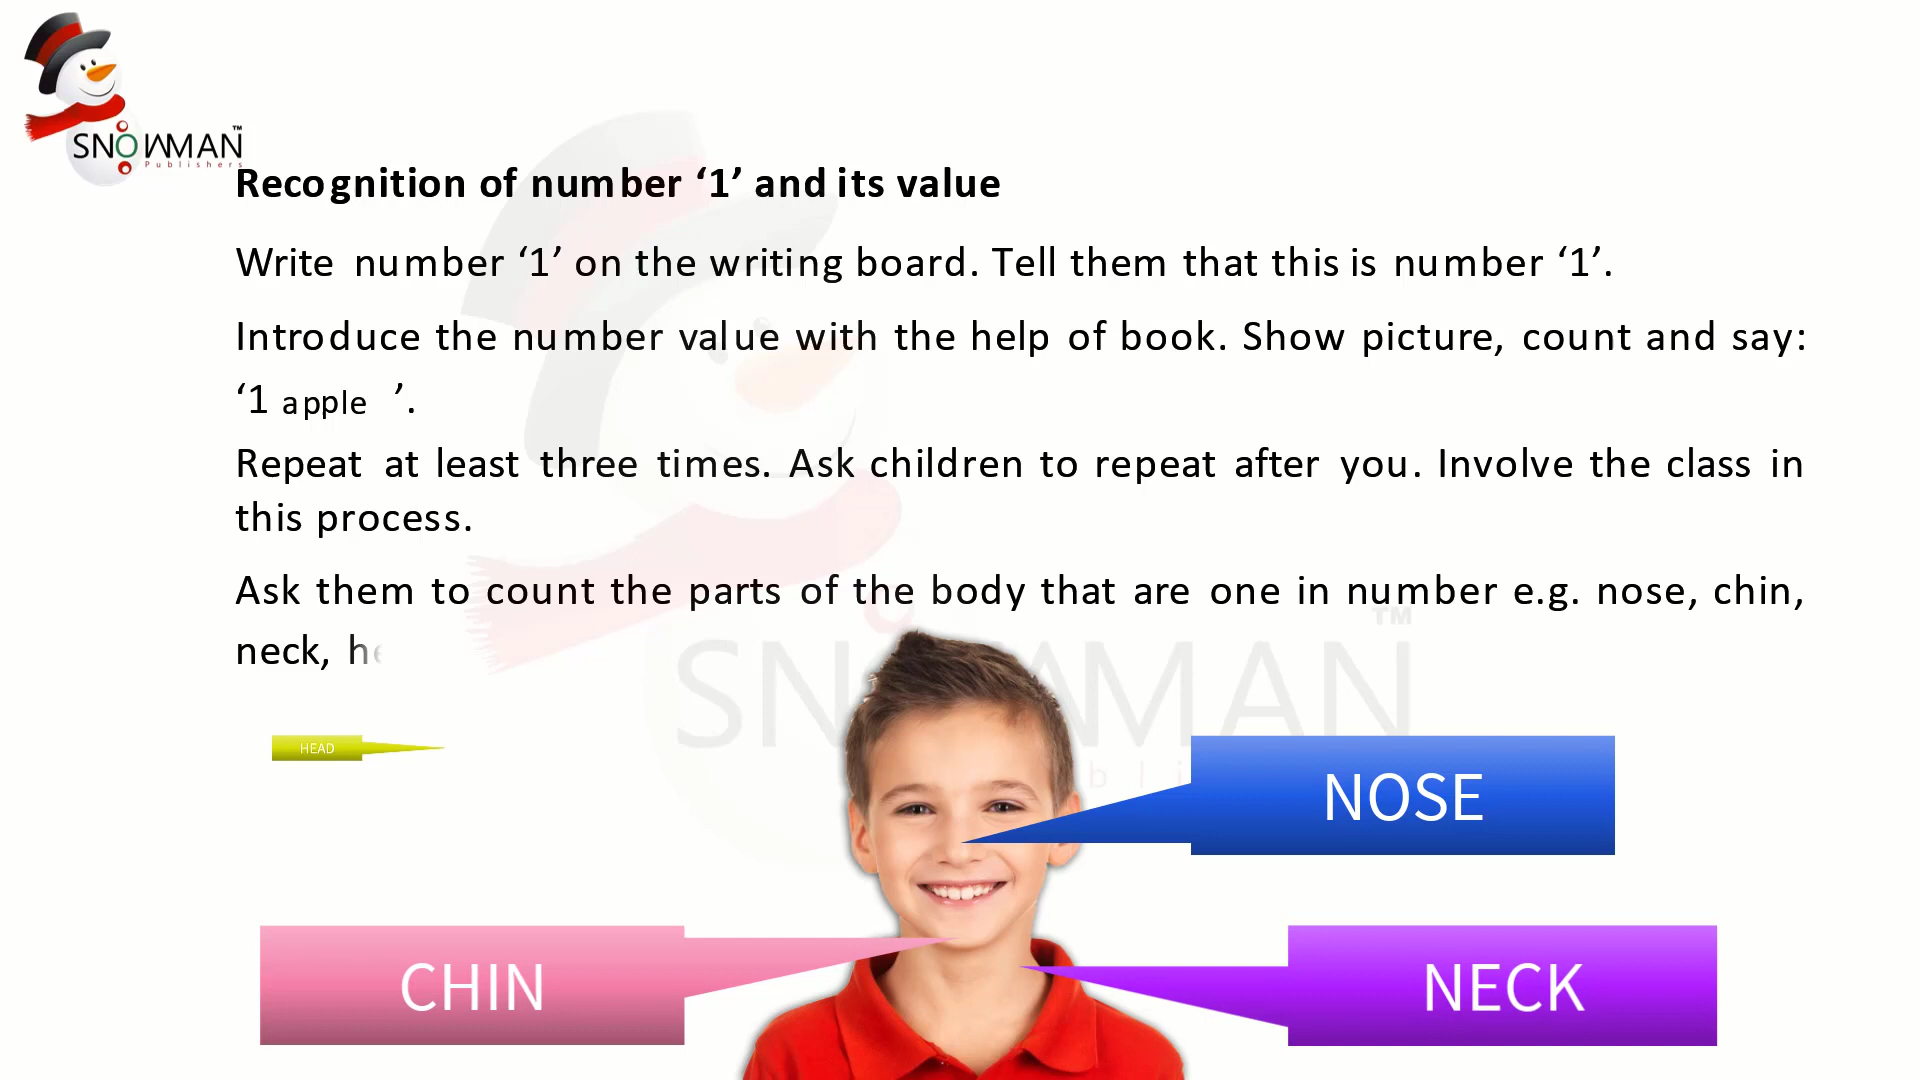 SNOWMAN™
Publishers
Recognition of number ‘1’ and its value
Write number ‘1’ on the writing board. Tell them that this is number ‘1’.
Introduce the number value with the help of book. Show picture, count and say:
‘1 apple ’.
Repeat at least three times. Ask children to repeat after you. Involve the class in
this process.
Ask them to count the parts of the body that are one in number e.g. nose, chin,
neck, he
HEAD
NOSE
CHIN
NECK